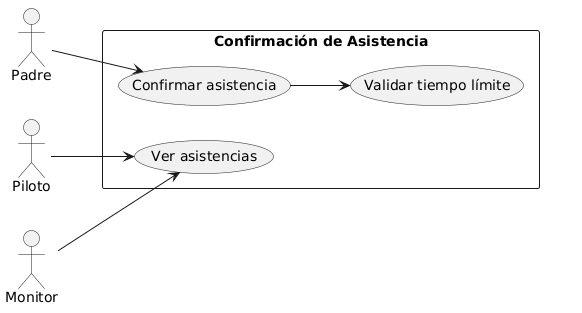 Confirmación de Asistencia
Padre
Confirmar asistencia
Validar tiempo límite
Piloto
Ver asistencias
Monitor